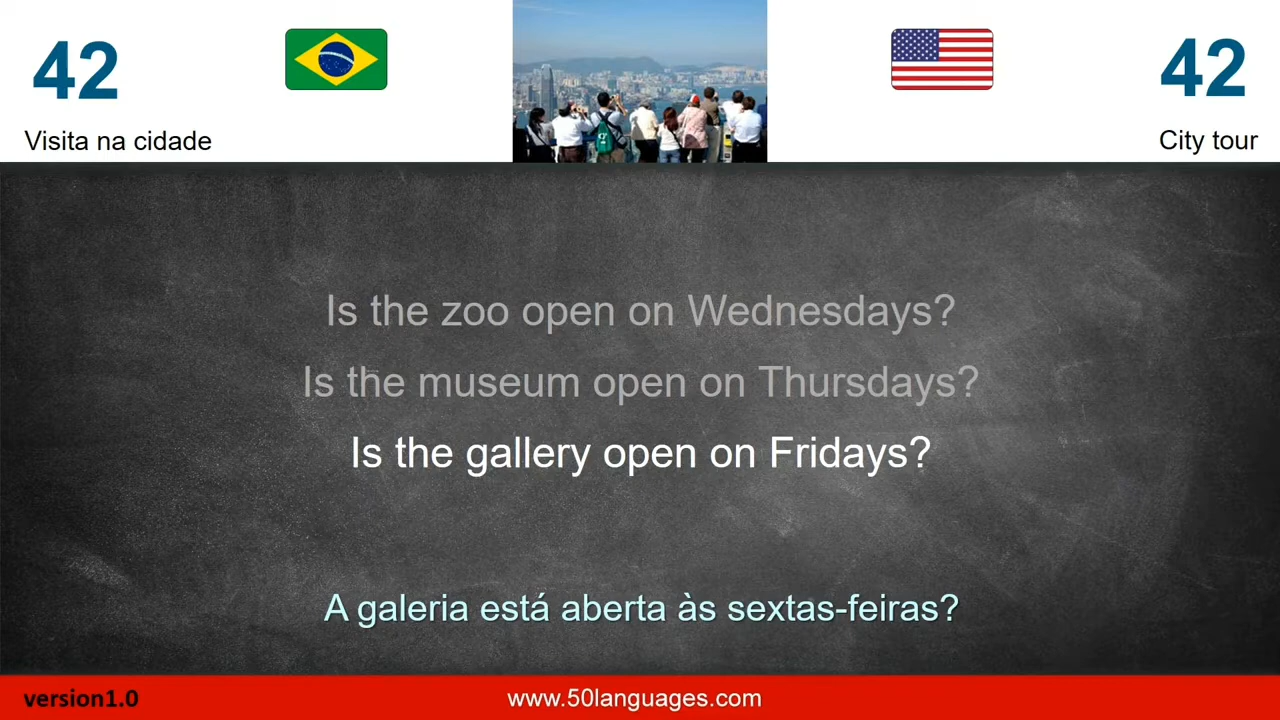 42
Visita na cidade
42
City tour
Is the zoo open on Wednesdays?
Is the museum open on Thursdays?
Is the gallery open on Fridays?
A galeria está aberta às sextas-feiras?
version1.0
www.50languages.com